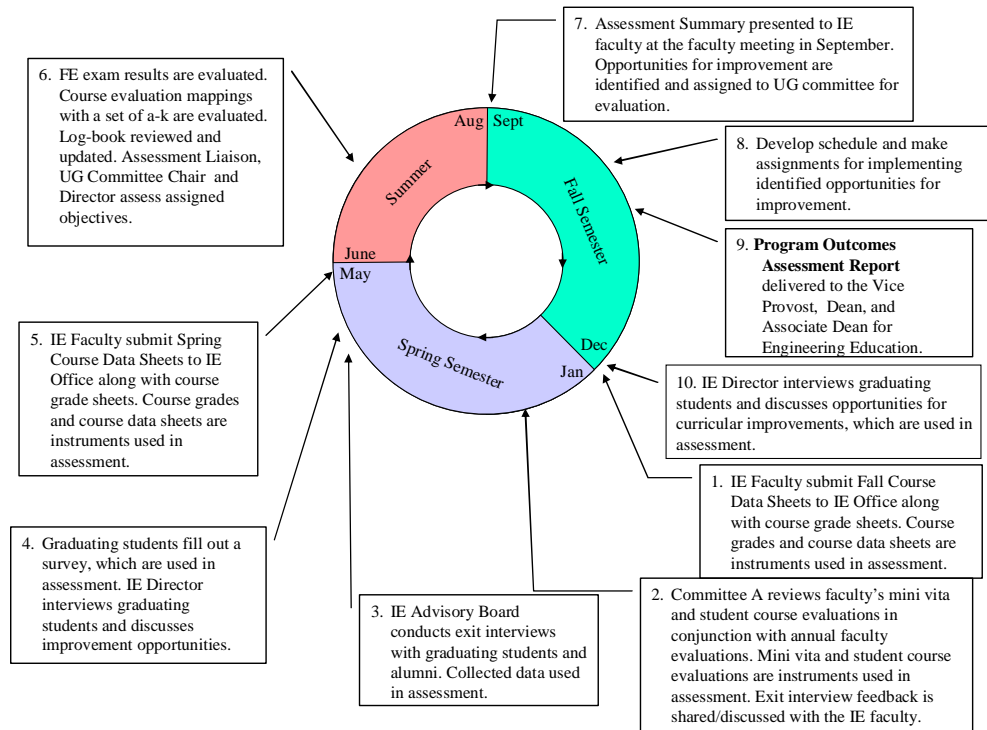 7. Assessment Summary presented to IE
faculty at the faculty meeting in September.
Opportunities for improvement are
identified and assigned to UG committee for
evaluation.
6. FE exam results are evaluated.
Course evaluation mappings
with a set of a-k are evaluated.
Log-book reviewed and
updated. Assessment Liaison,
UG Committee Chair and
Director assess assigned
objectives.
Aug
Sept
Summer
Fall Semester
June
May
Spring Semester
Dec
Jan
8. Develop schedule and make
assignments for implementing
identified opportunities for
improvement.
9. Program Outcomes
Assessment Report
delivered to the Vice
Provost, Dean, and
Associate Dean for
Engineering Education.
5. IE Faculty submit Spring
Course Data Sheets to IE
Office along with course
grade sheets. Course grades
and course data sheets are
instruments used in
assessment.
10. IE Director interviews graduating
students and discusses opportunities for
curricular improvements, which are used in
assessment.
1. IE Faculty submit Fall Course
Data Sheets to IE Office along
with course grade sheets. Course
grades and course data sheets are
instruments used in assessment.
4. Graduating students fill out a
survey, which are used in
assessment. IE Director
interviews graduating
students and discusses
improvement opportunities.
3. IE Advisory Board
conducts exit interviews
with graduating students and
alumni. Collected data used
in assessment.
2. Committee A reviews faculty's mini vita
and student course evaluations in
conjunction with annual faculty
evaluations. Mini vita and student course
evaluations are instruments used in
assessment. Exit interview feedback is
shared/discussed with the IE faculty.